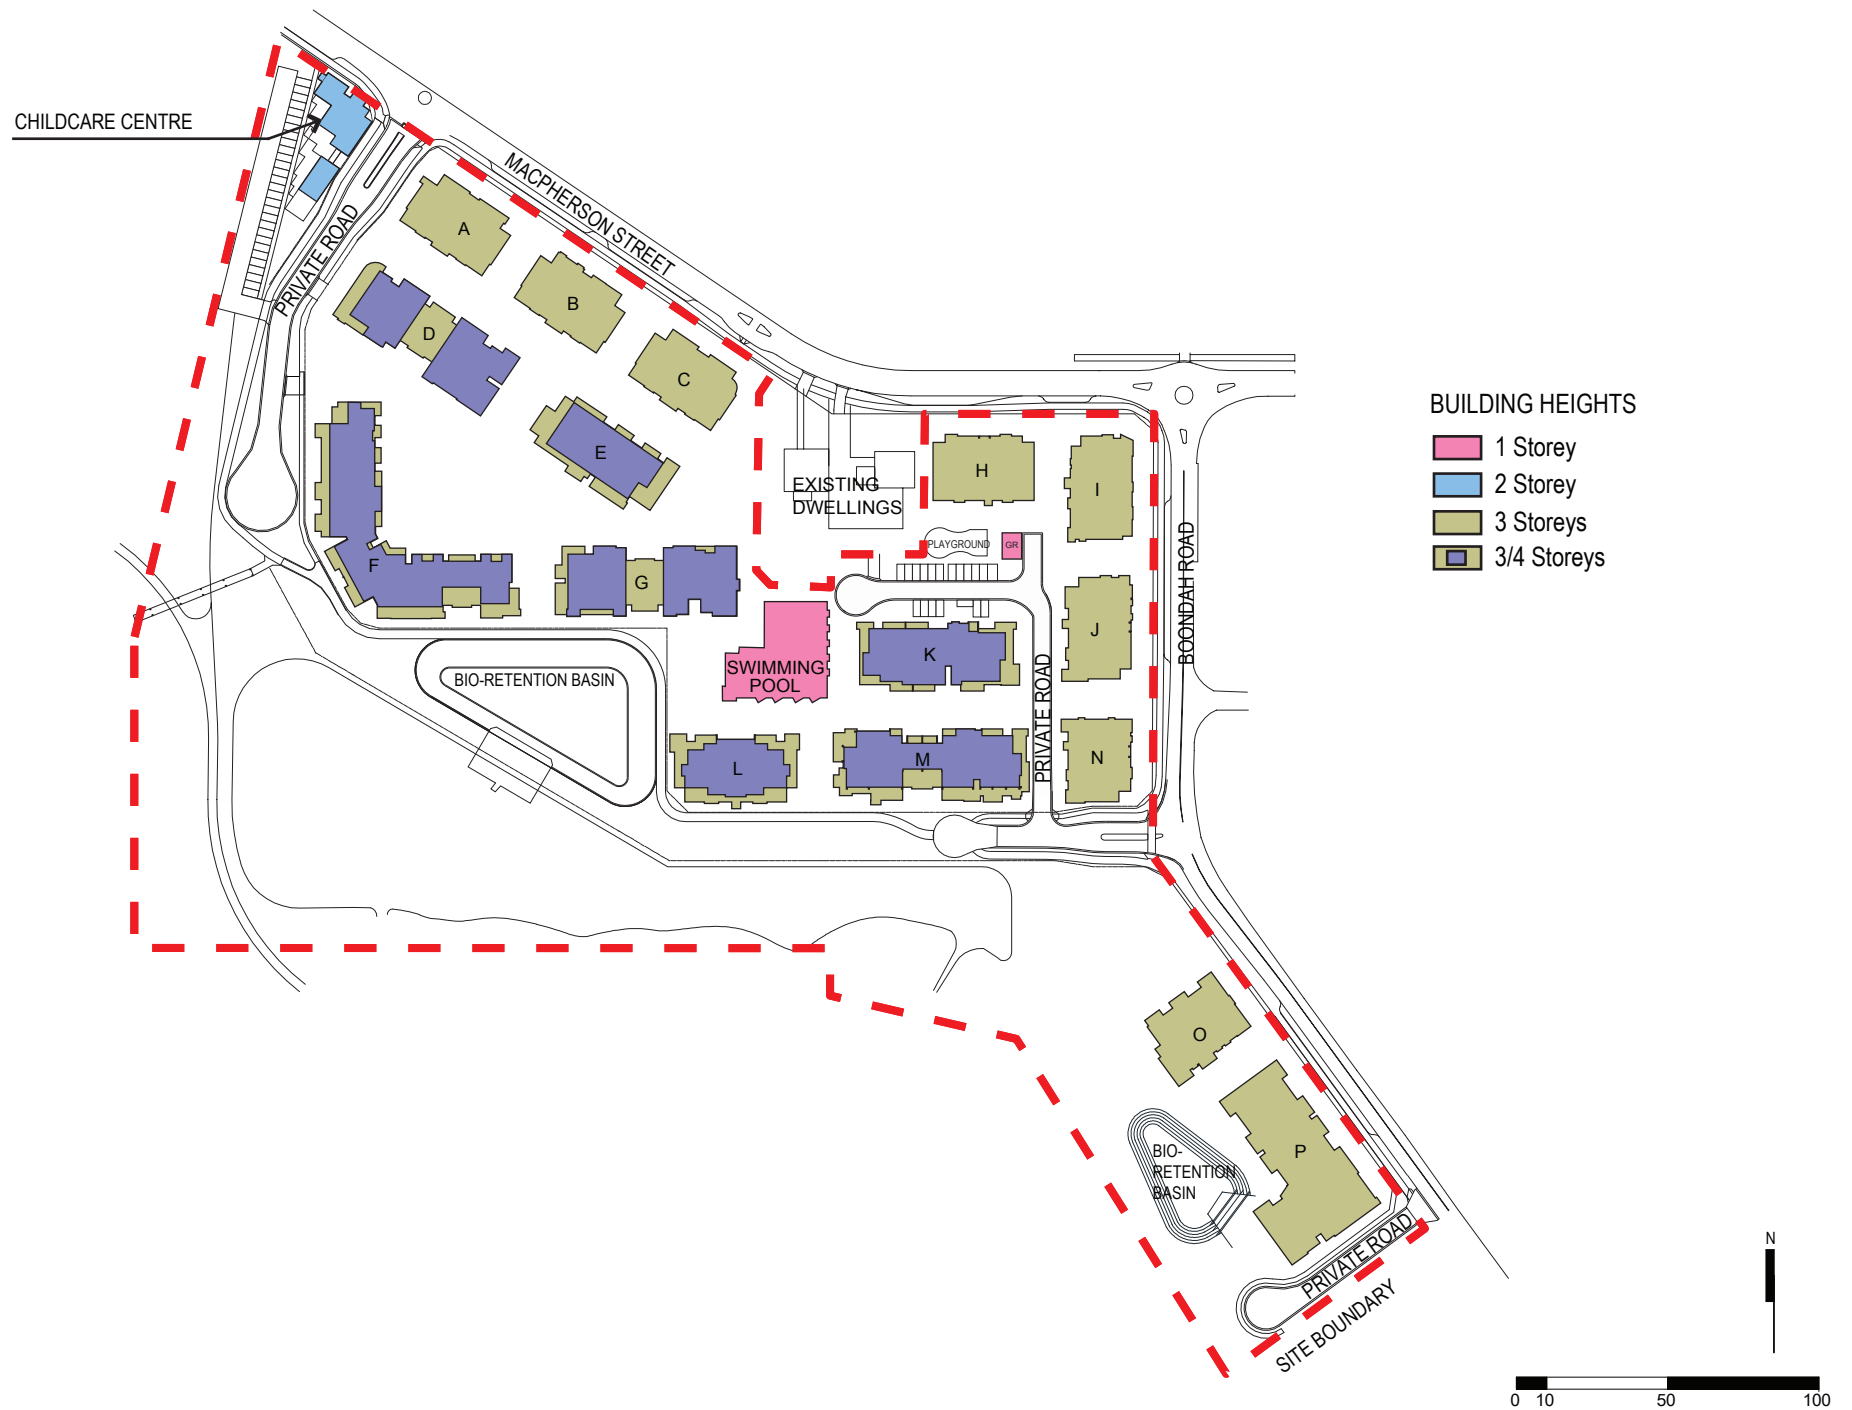 CHILDCARE CENTRE
MACPHERSON STREET
PRIVATE ROAD
A
B
C
D
E
F
G
EXISTING
DWELLINGS
H
I
PLAYGROUND
GR
BOONDAH ROAD
J
K
SWIMMING
POOL
BIO-RETENTION BASIN
L
M
PRIVATE ROAD
N
O
P
BIO-
RETENTION
BASIN
PRIVATE ROAD
SITE BOUNDARY
BUILDING HEIGHTS
1 Storey
2 Storey
3 Storeys
3/4 Storeys
N
0 10 50 100